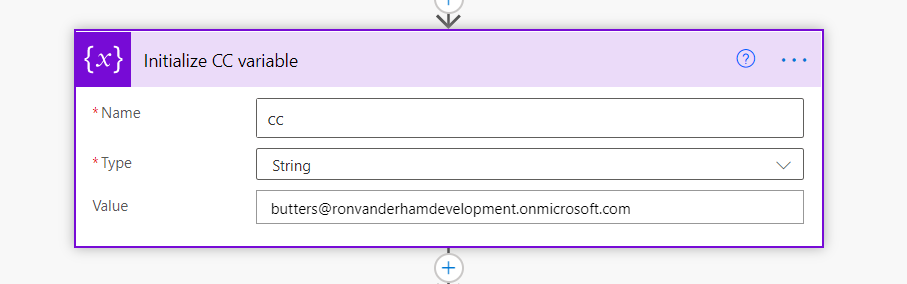 {x} Initialize CC variable ? ...
* Name cc
* Type String
Value butters@ronvanderhamdevelopment.onmicrosoft.com